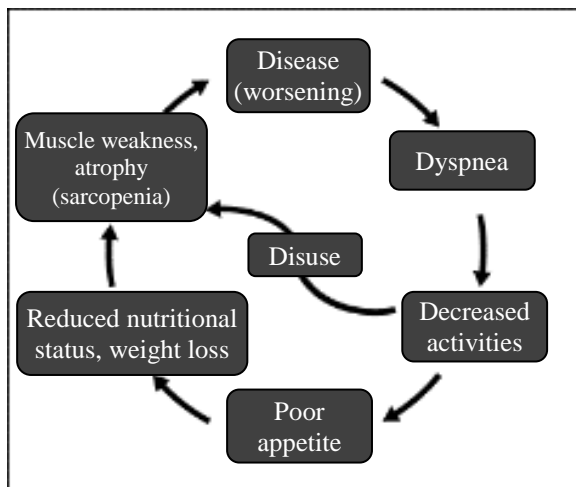 Disease
(worsening)
Dyspnea
Decreased
activities
Poor
appetite
Reduced nutritional
status, weight loss
Muscle weakness,
atrophy
(sarcopenia)
Disuse